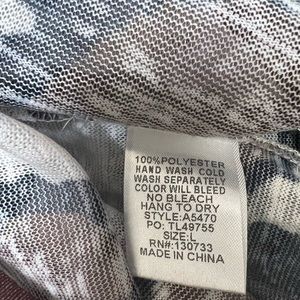 100%POLYESTER
HAND WASH COLD
WASH SEPARATELY
COLOR WILL BLEED
NO BLEACH
HANG TO DRY
STYLE:A5470
PO: TL49755
SIZE:L
RN#:130733
MADE IN CHINA